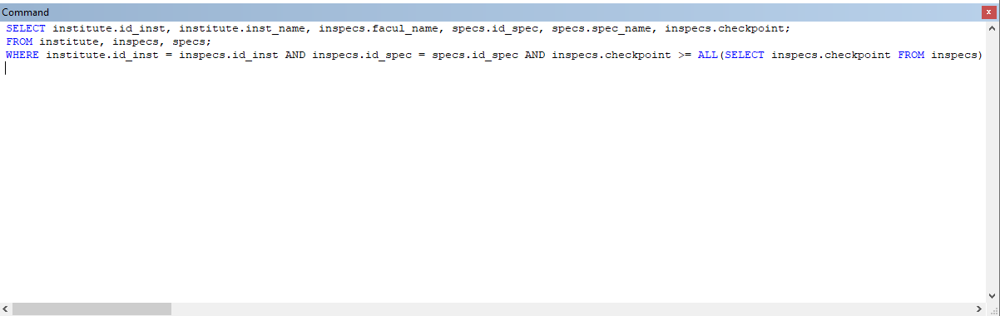 Command
SELECT institute.id_inst, institute.inst_name, inspecs.facul_name, specs.id_spec, specs.spec_name, inspecs.checkpoint;
FROM institute, inspecs, specs;
WHERE institute.id_inst = inspecs.id_inst AND inspecs.id_spec = specs.id_spec AND inspecs.checkpoint >= ALL(SELECT inspecs.checkpoint FROM inspecs)